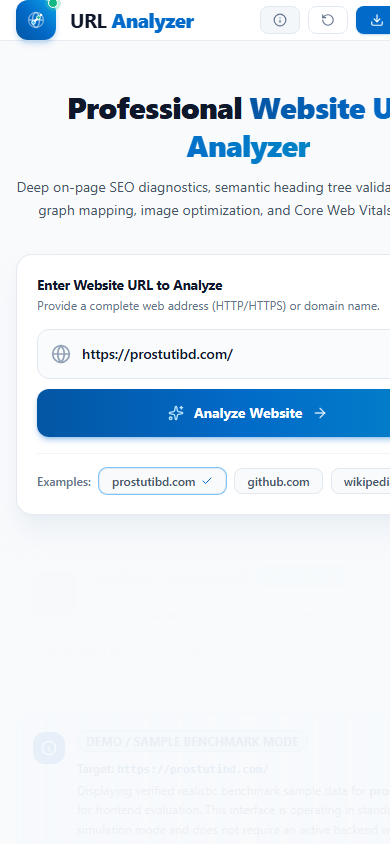 URL Analyzer
Professional Website U
Analyzer
Deep on-page SEO diagnostics, semantic heading tree valida
graph mapping, image optimization, and Core Web Vitals
Enter Website URL to Analyze
Provide a complete web address (HTTP/HTTPS) or domain name.
https://prostutibd.com/
Analyze Website
Examples: prostutibd.com github.com wikipedi
DEMO / SAMPLE BENCHMARK MODE
Target: https://prostutibd.com/
Displaying verified realistic benchmark sample data for pro
for frontend evaluation. This interface is operating in stand
simulation mode and does not require an active backend w